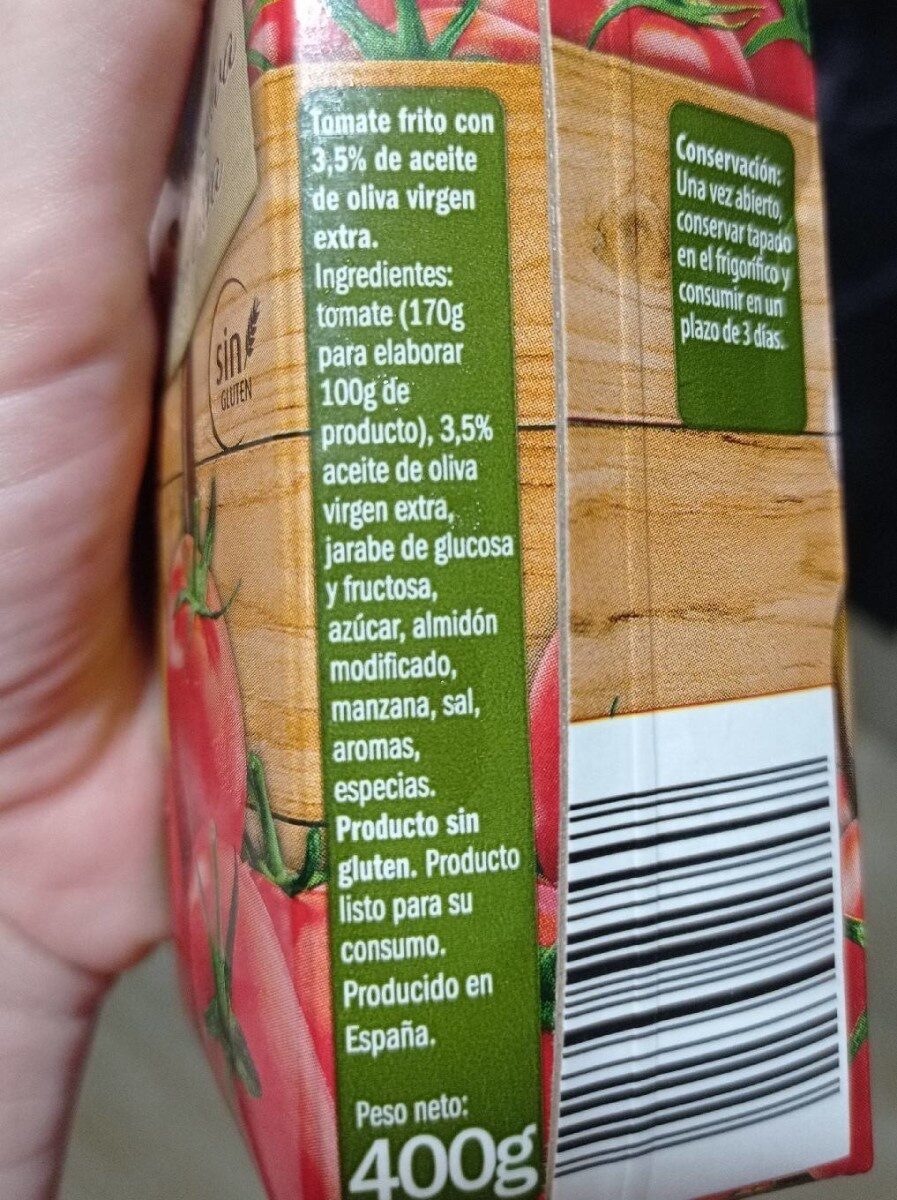 Tomate frito con
3,5% de aceite
de oliva virgen
extra.
Ingredientes:
tomate (170g
para elaborar
100g de
producto), 3,5%
aceite de oliva
virgen extra,
jarabe de glucosa
y fructosa,
azúcar, almidón
modificado,
manzana, sal,
aromas,
especias.
Producto sin
gluten. Producto
listo para su
consumo.
Producido en
España.
Peso neto:
400g
sin
GLUTEN
Conservación:
Una vez abierto,
conservar tapado
en el frigorífico y
consumir en un
plazo de 3 días.